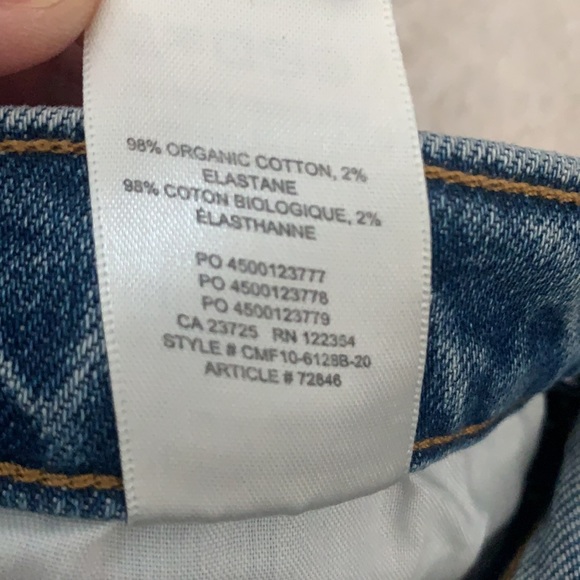 98% ORGANIC COTTON, 2%
ELASTANE
98% COTON BIOLOGIQUE, 2%
ÉLASTHANNE
PO 4500123777
PO 4500123778
PO 4500123779
CA 23725 RN 122354
STYLE # CMF10-6128B-20
ARTICLE # 72846